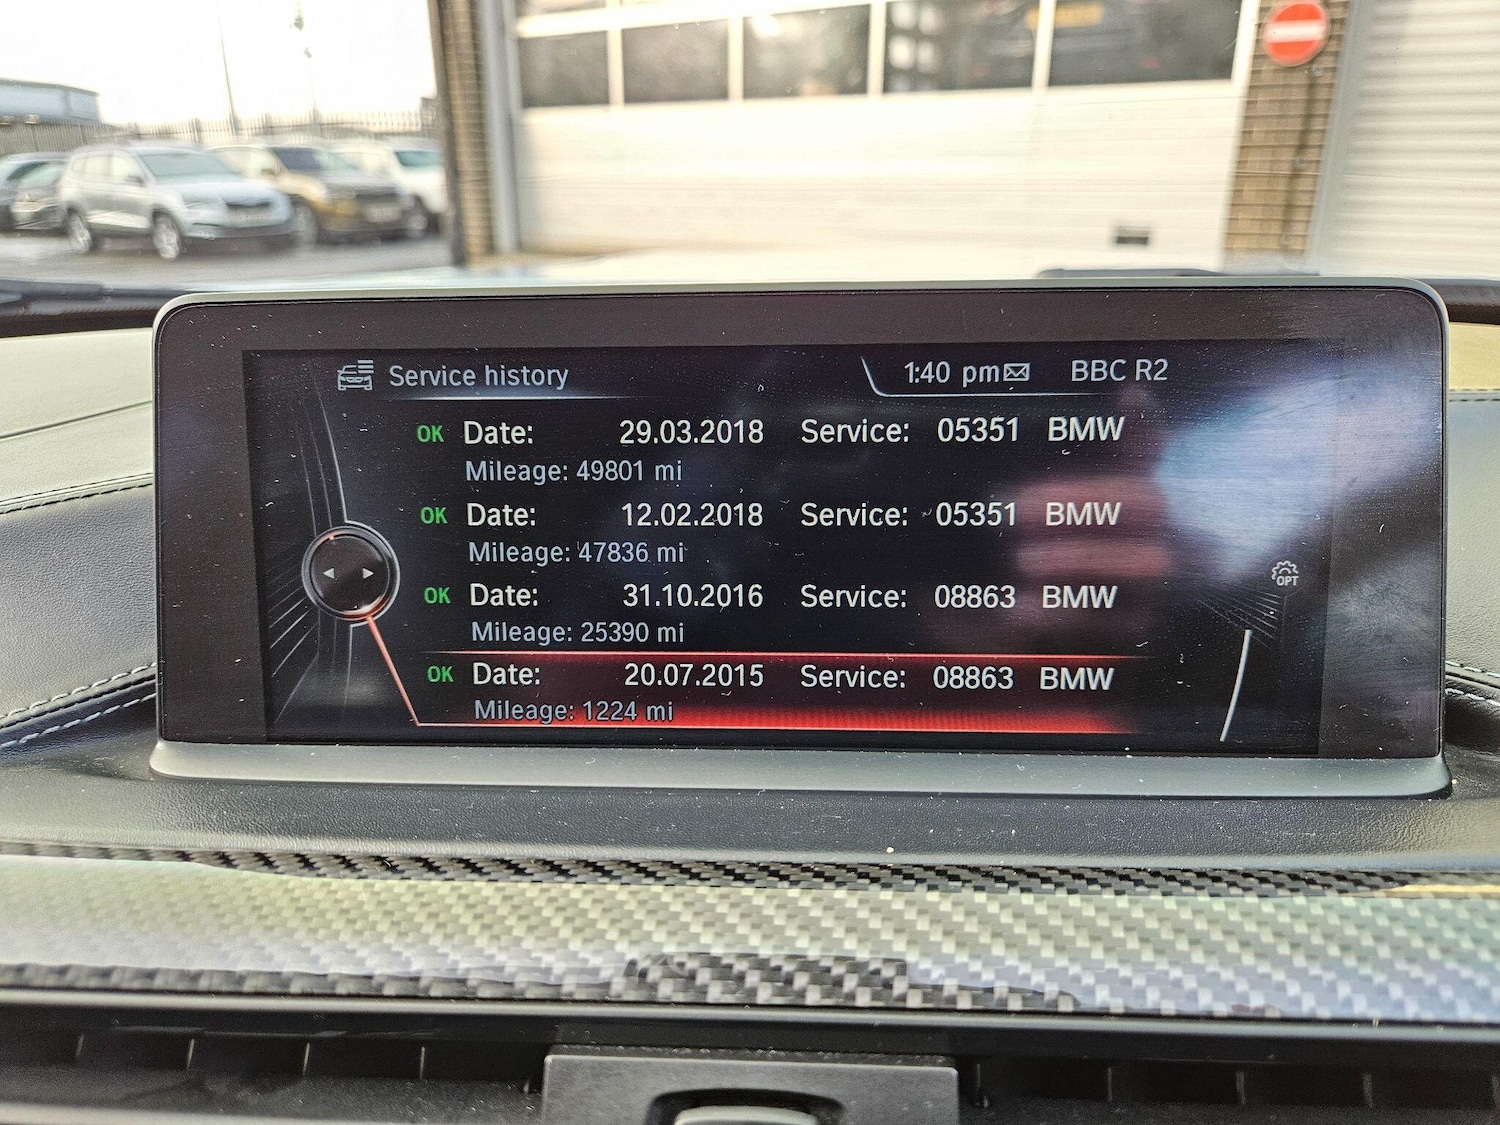 Service history 1:40 pm BBC R2
OK Date: 29.03.2018 Service: 05351 BMW
Mileage: 49801 mi
OK Date: 12.02.2018 Service: 05351 BMW
Mileage: 47836 mi
OK Date: 31.10.2016 Service: 08863 BMW
Mileage: 25390 mi
OPT
OK Date: 20.07.2015 Service: 08863 BMW
Mileage: 1224 mi